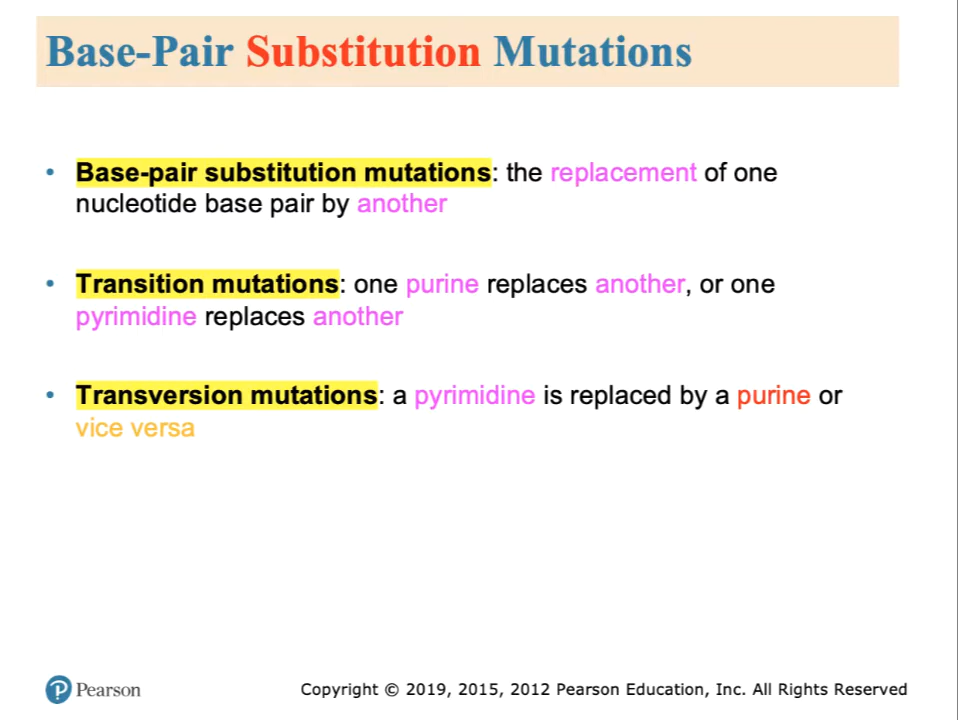 Base-Pair Substitution Mutations
• Base-pair substitution mutations: the replacement of one
nucleotide base pair by another
• Transition mutations: one purine replaces another, or one
pyrimidine replaces another
• Transversion mutations: a pyrimidine is replaced by a purine or
vice versa
P Pearson
Copyright © 2019, 2015, 2012 Pearson Education, Inc. All Rights Reserved